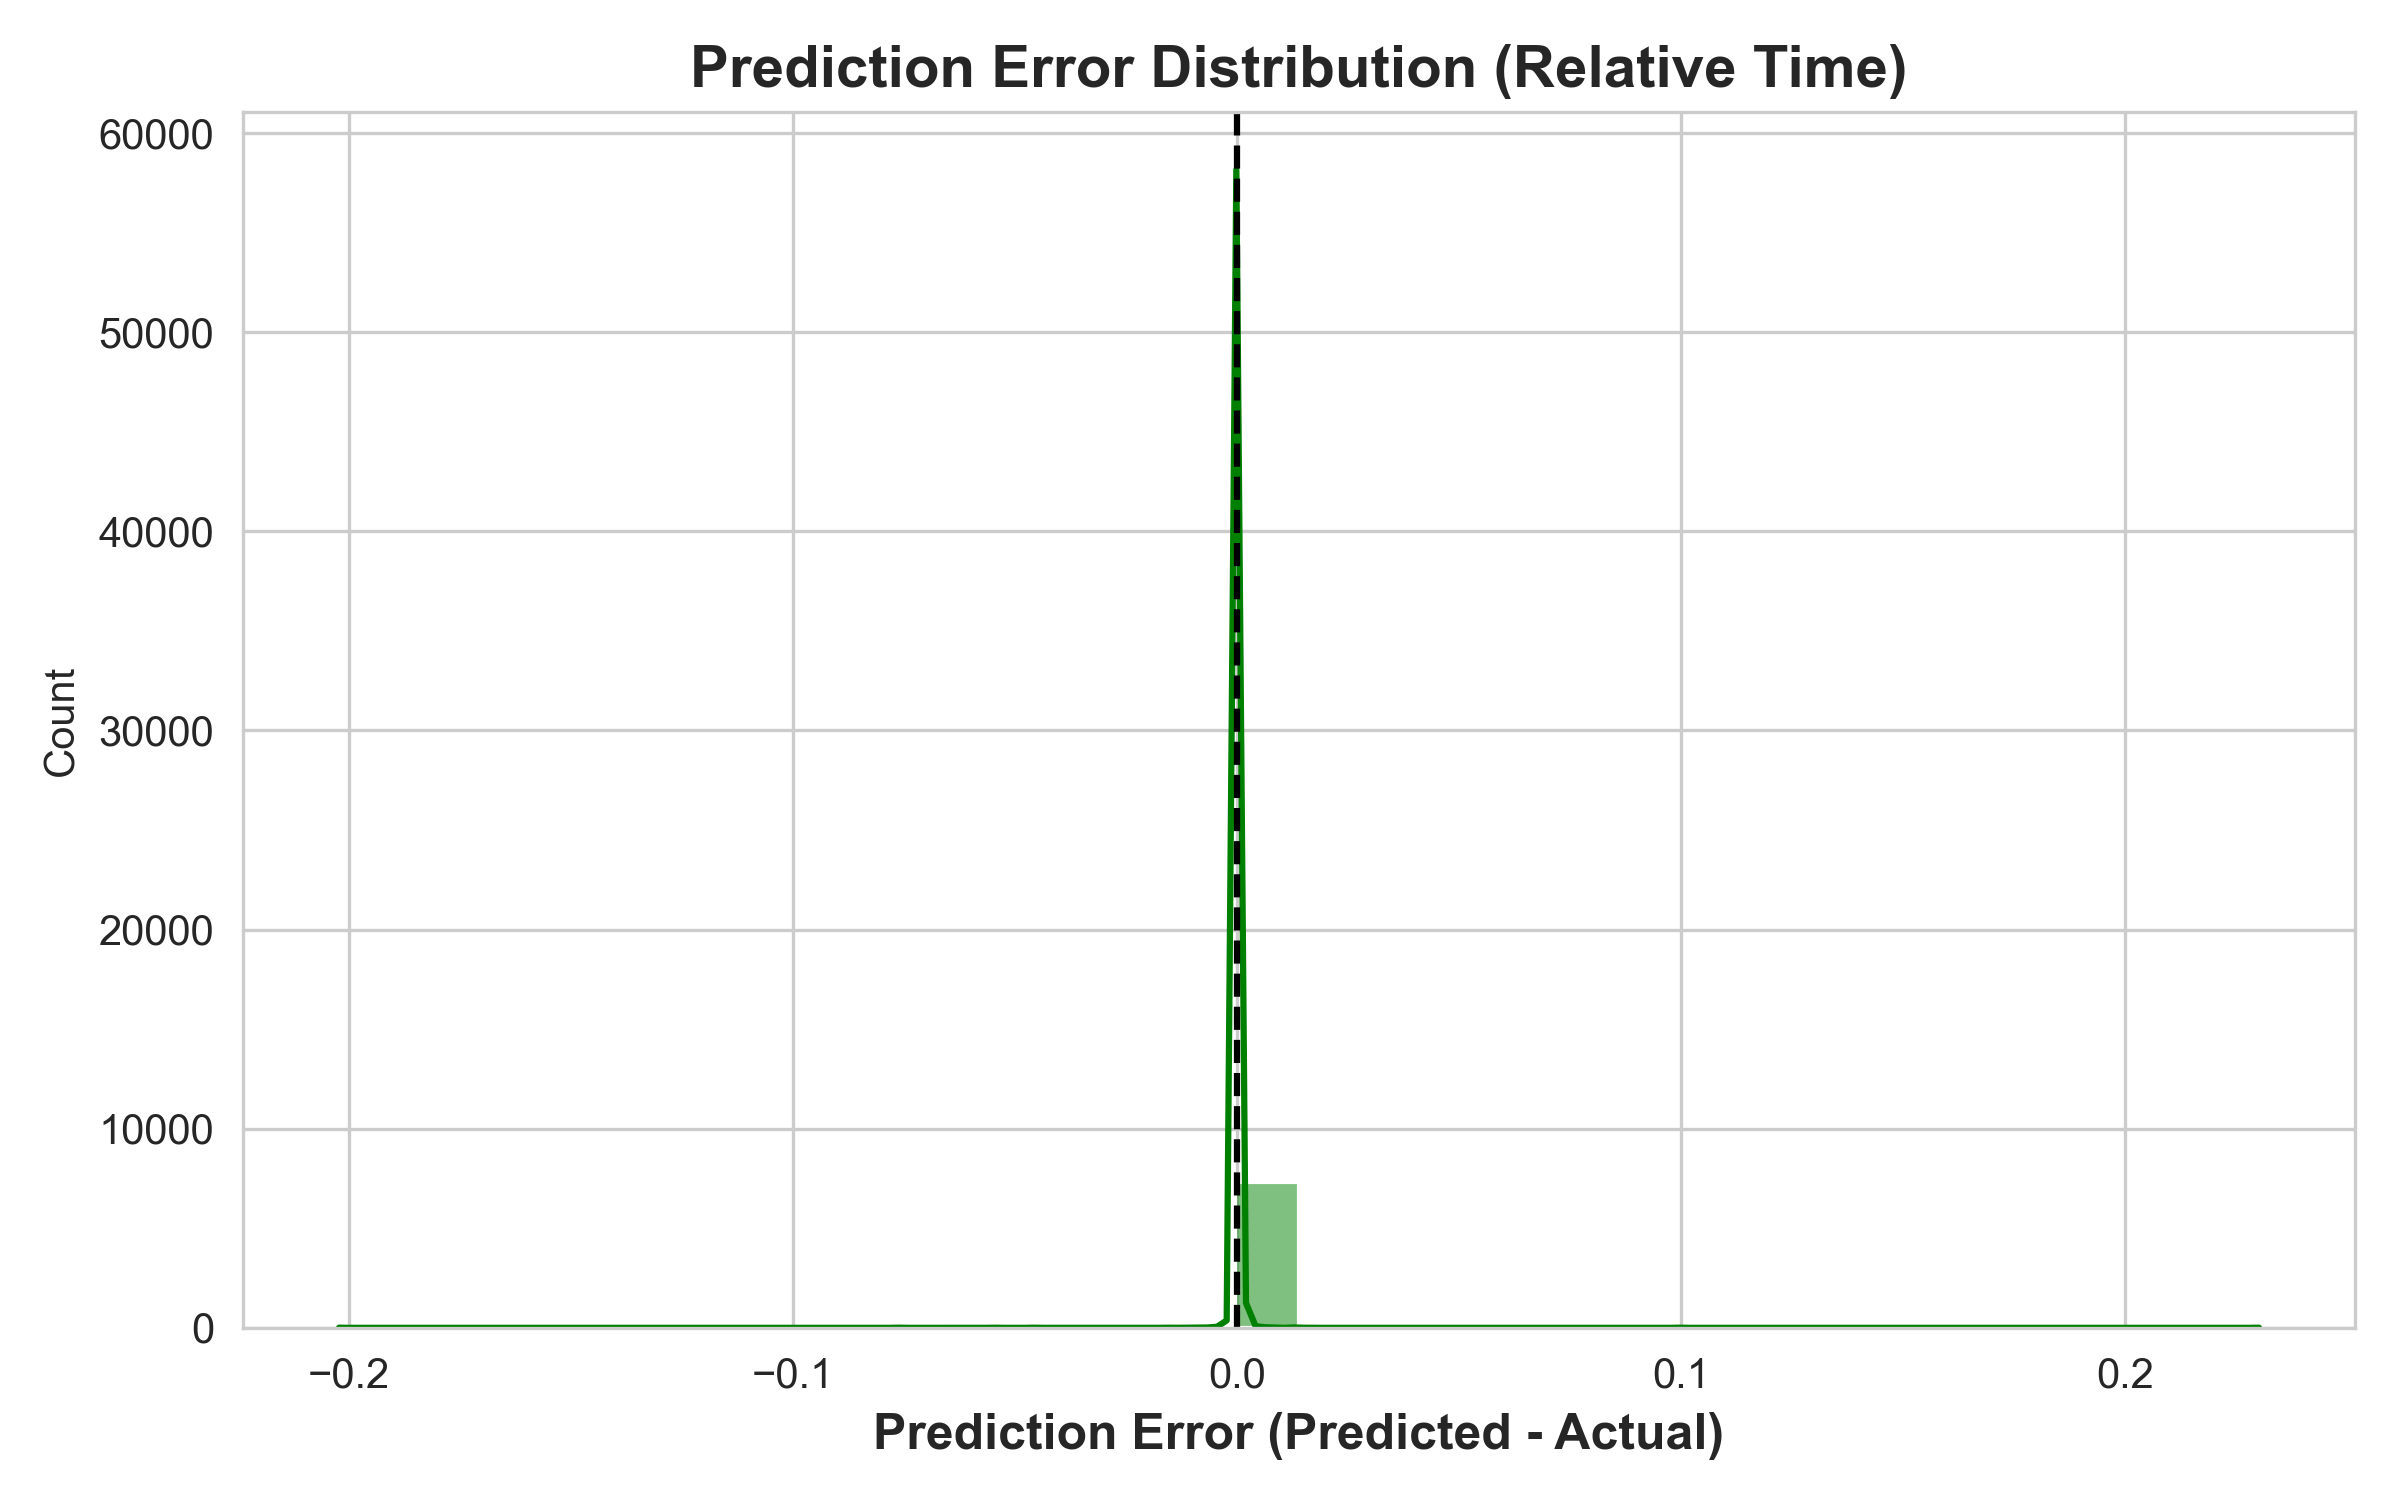 Prediction Error Distribution (Relative Time)
60000
50000
40000
30000
20000
10000
0
Count
−0.2 −0.1 0.0 0.1 0.2
Prediction Error (Predicted - Actual)